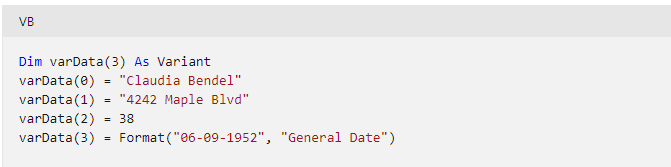 VB
Dim varData(3) As Variant
varData(0) = "Claudia Bendel"
varData(1) = "4242 Maple Blvd"
varData(2) = 38
varData(3) = Format("06-09-1952", "General Date")